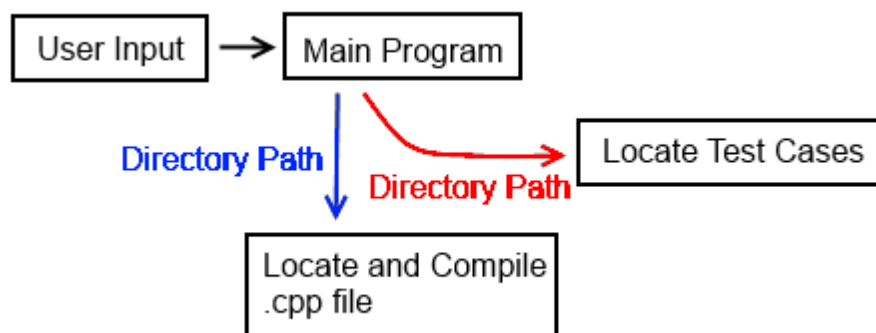 User Input
Main Program
Directory Path
Directory Path
Locate Test Cases
Locate and Compile
.cpp file